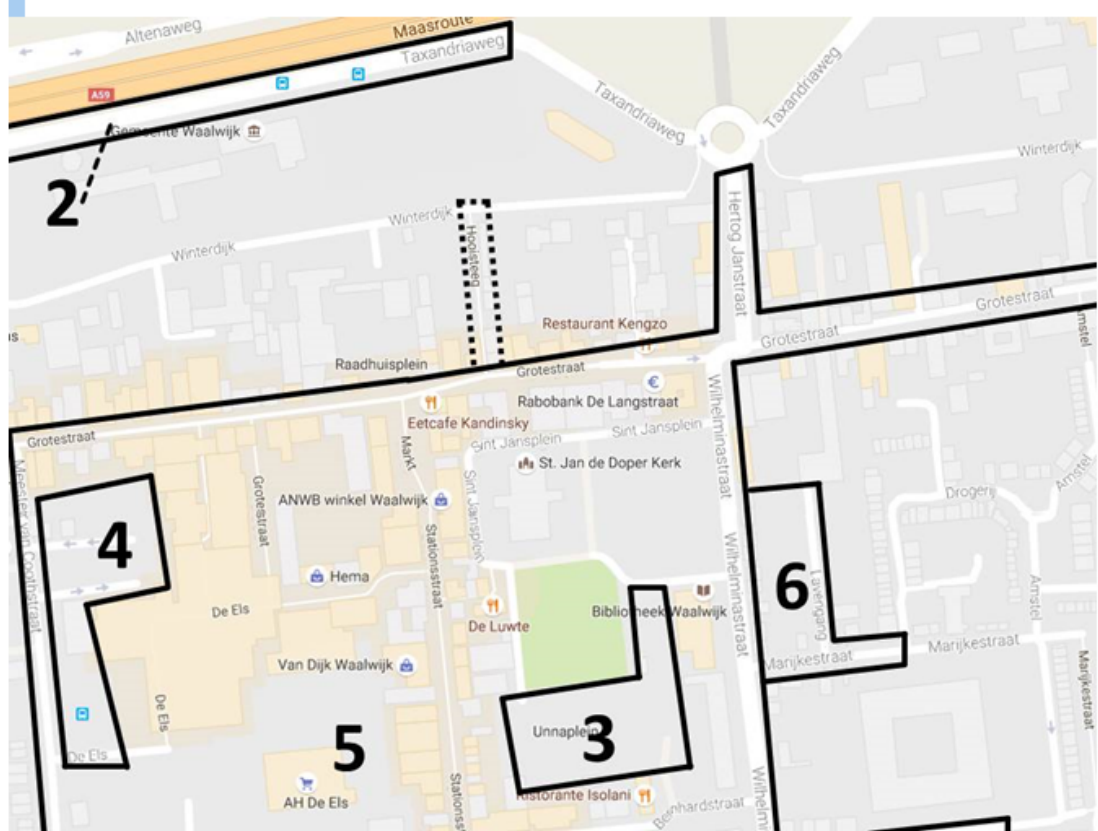 Altenaweg
Maasroute
Taxandriaweg
A59
Gemeente Waalwijk
Taxandriaweg
Taxandriaweg
Winterdijk
2
Winterdijk
Winterdijk
Hooisteeg
Hertog Janstraat
Grotestraat
Restaurant Kengzo
Grotestraat
Raadhuisplein
Grotestraat
Rabobank De Langstraat
Eetcafe Kandinsky
Grotestraat
Sint Jansplein
Sint Jansplein
Markt
St. Jan de Doper Kerk
Wilhelminastraat
Meester van Coothstraat
Grotestraat
ANWB winkel Waalwijk
Sint Jansplein
Drogerij
Amstel
4
Stationsstraat
Wilhelminastraat
Hema
6
Lavengang
Amstel
De Els
De Luwte
Bibliotheek Waalwijk
Marijkestraat
Marijkestraat
Van Dijk Waalwijk
Marijkestraat
De Els
Unnaplein
3
5
De Els
AH De Els
Ristorante Isolani